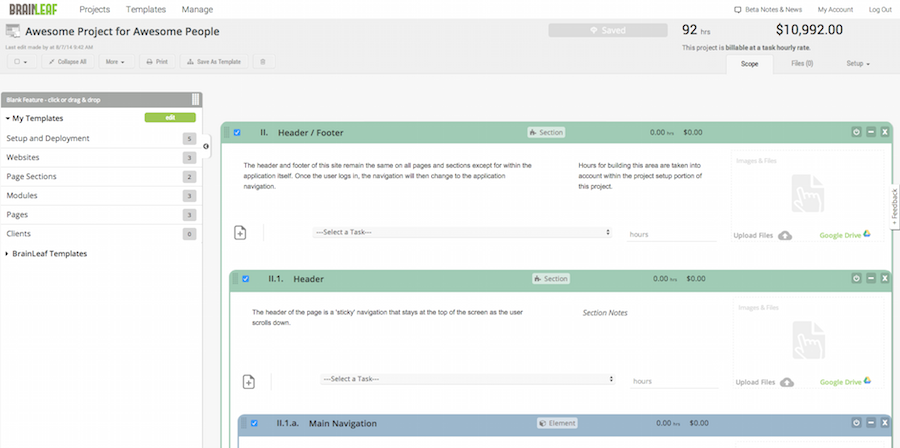 BRAINLEAF Projects Templates Manage Beta Notes & News My Account Log Out
Awesome Project for Awesome People
Last edit made by at 8/7/14 9:42 AM
Saved
92 hrs $10,992.00
This project is billable at a task hourly rate.
Collapse All More Print Save As Template
Scope Files (0) Setup
Blank Feature - click or drag & drop
My Templates edit
Setup and Deployment 5
Websites 3
Page Sections 2
Modules 3
Pages 3
Clients 0
BrainLeaf Templates
II. Header / Footer Section 0.00 hrs $0.00
The header and footer of this site remain the same on all pages and sections except for within the
application itself. Once the user logs in, the navigation will then change to the application
navigation.
Hours for building this area are taken into
account within the project setup portion of
this project.
Images & Files
---Select a Task---
hours
Upload Files Google Drive
+ Feedback
II.1. Header Section 0.00 hrs $0.00
The header of the page is a 'sticky' navigation that stays at the top of the screen as the user
scrolls down.
Section Notes
Images & Files
---Select a Task---
hours
Upload Files Google Drive
II.1.a. Main Navigation Element 0.00 hrs $0.00